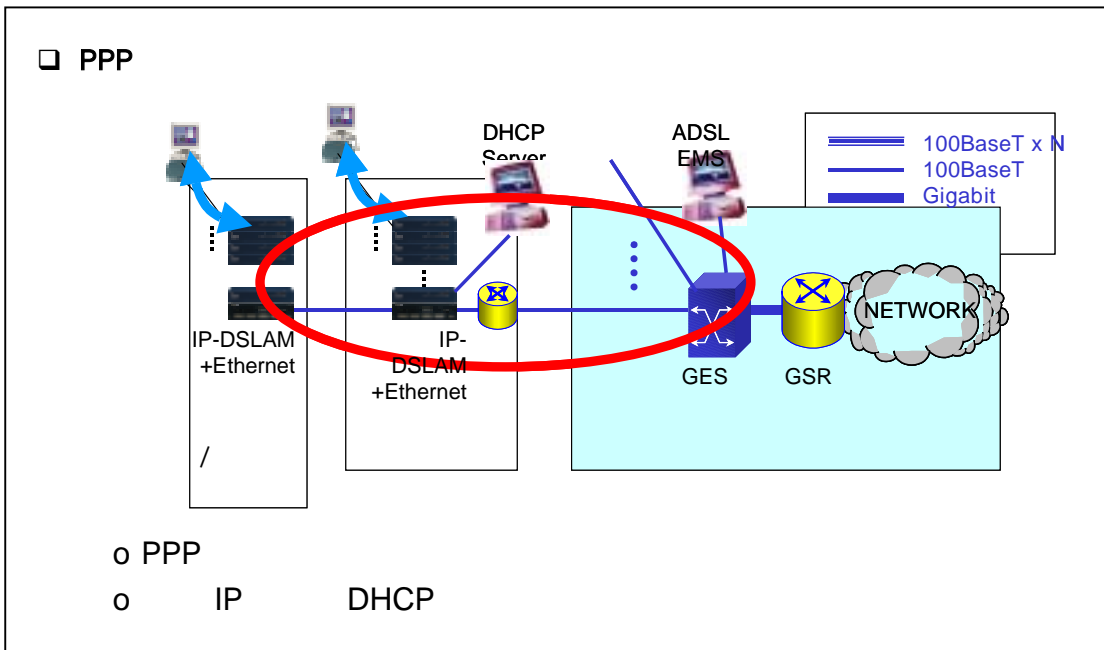 ❑ PPP
DHCP
Server
ADSL
EMS
100BaseT x N
100BaseT
Gigabit
NETWORK
IP-DSLAM
+Ethernet
IP-
DSLAM
+Ethernet
GES
GSR
/
o PPP
o IP DHCP